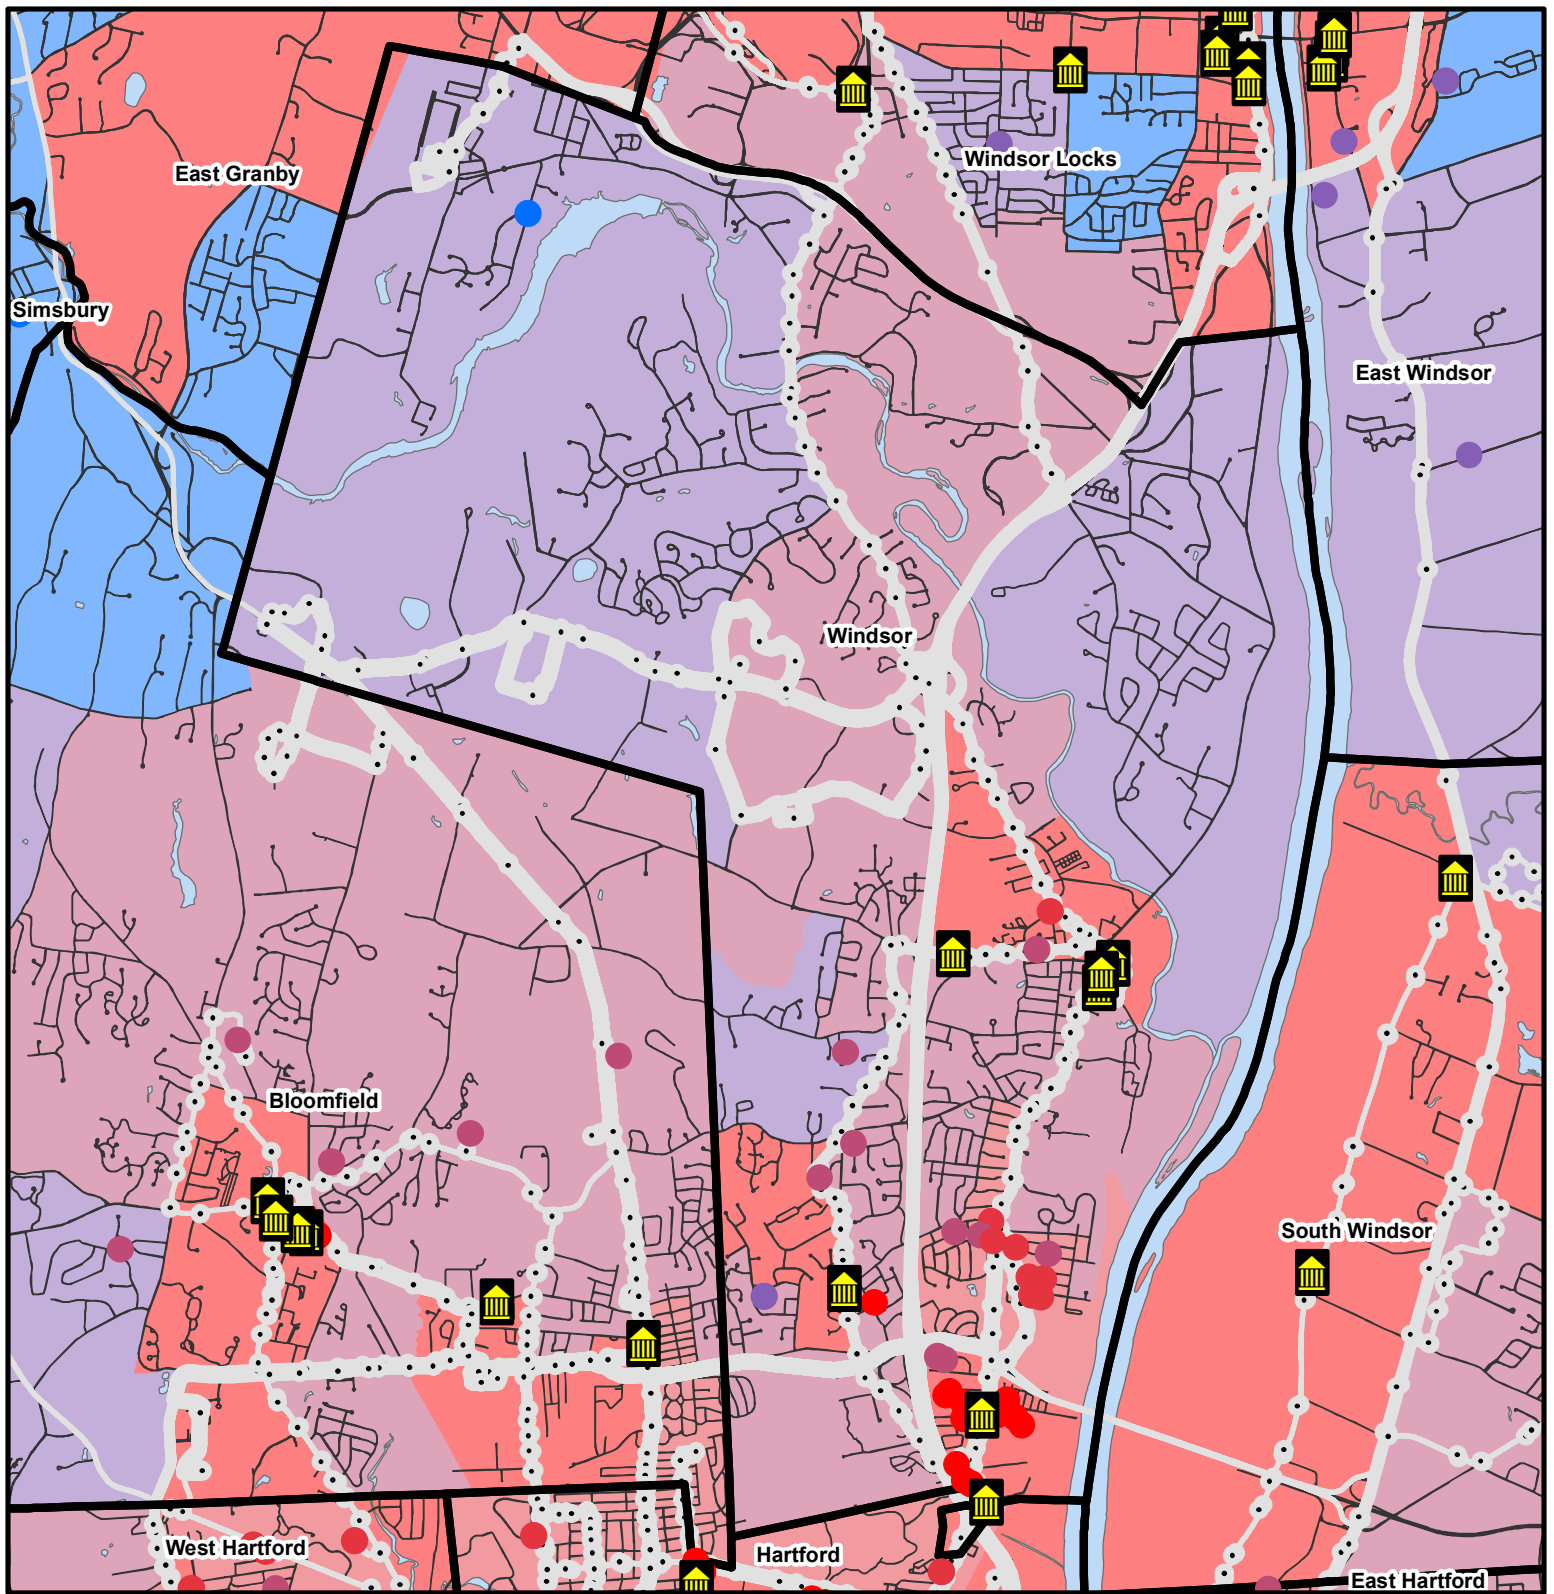 Windsor Locks
East Granby
Simsbury
East Windsor
Windsor
Bloomfield
South Windsor
West Hartford
Hartford
East Hartford